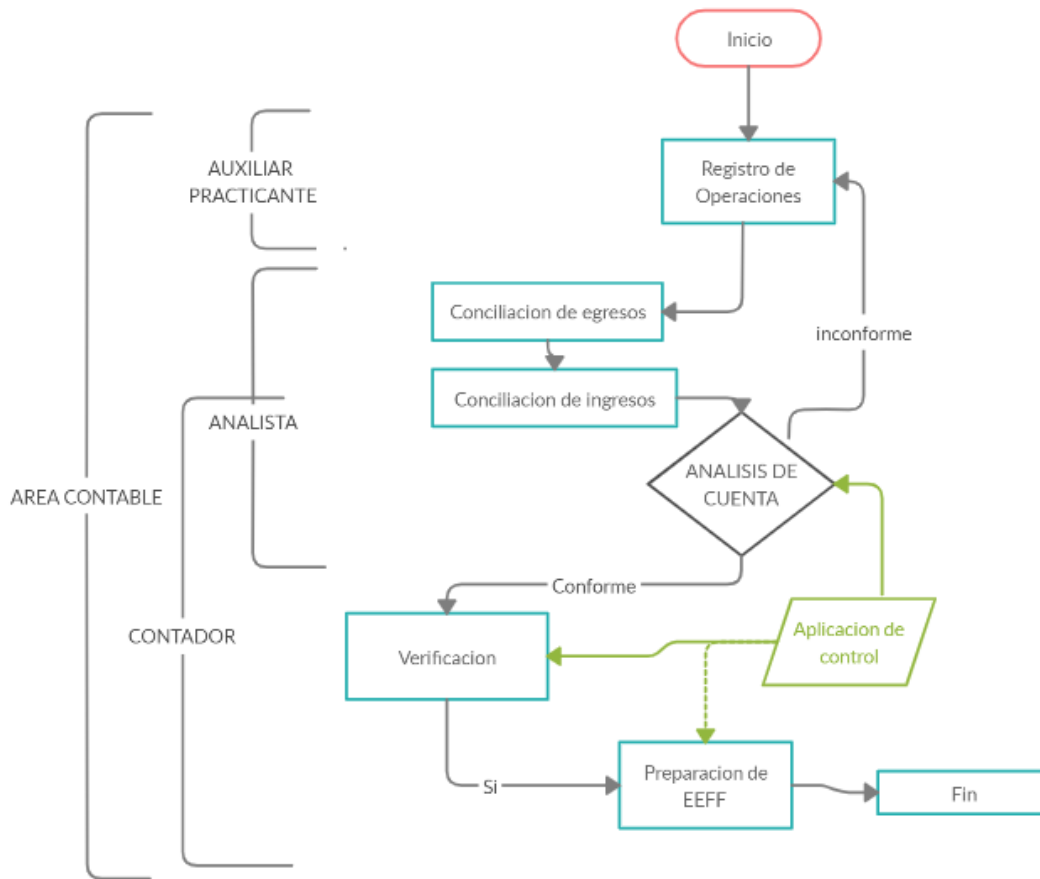 Inicio
AUXILIAR
PRACTICANTE
Registro de
Operaciones
Conciliacion de egresos
inconforme
Conciliacion de ingresos
ANALISTA
ANALISIS DE
CUENTA
AREA CONTABLE
Conforme
CONTADOR
Verificacion
Aplicacion de
control
Si
Preparacion de
EEFF
Fin